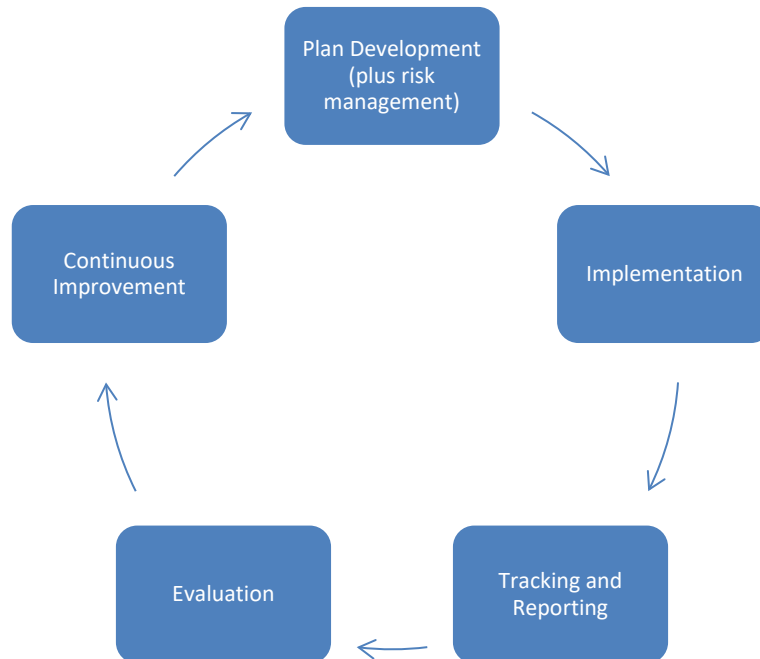 Plan Development
(plus risk
management)
Implementation
Tracking and
Reporting
Evaluation
Continuous
Improvement